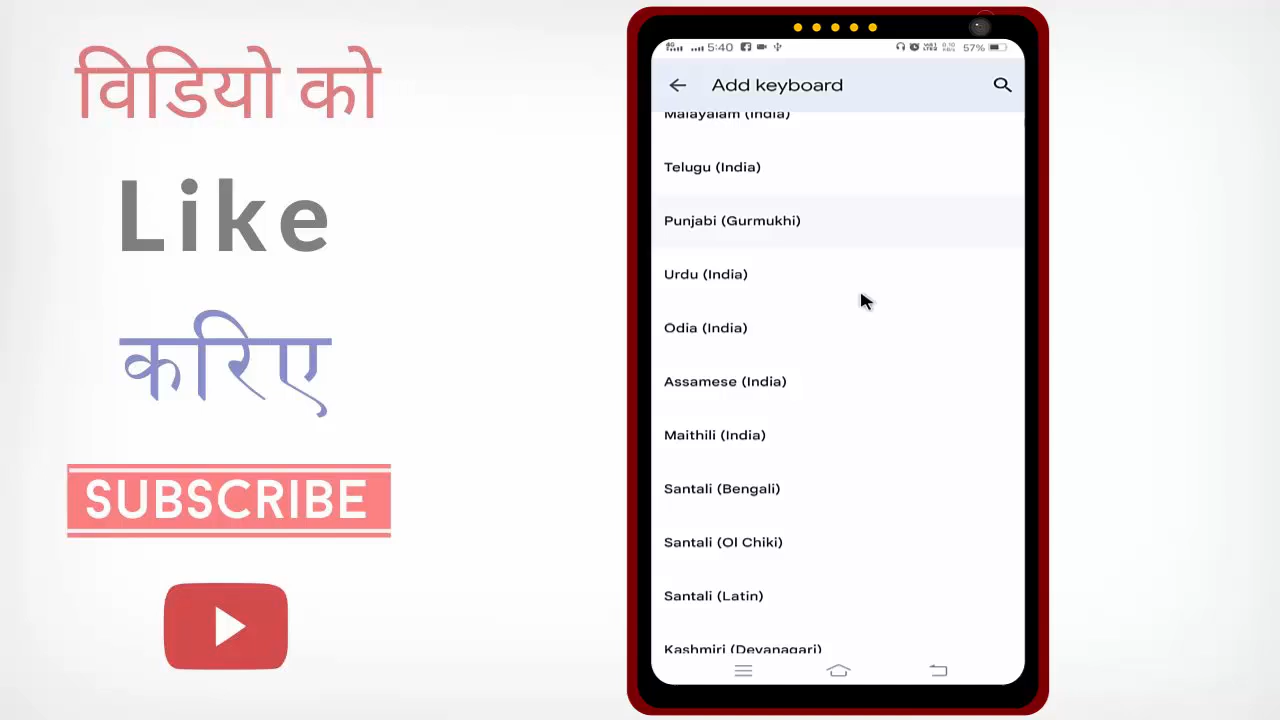 विडियो को
Like
करिए
SUBSCRIBE
5:40
57%
Add keyboard
Malayalam (India)
Telugu (India)
Punjabi (Gurmukhi)
Urdu (India)
Odia (India)
Assamese (India)
Maithili (India)
Santali (Bengali)
Santali (Ol Chiki)
Santali (Latin)
Kashmiri (Devanagari)